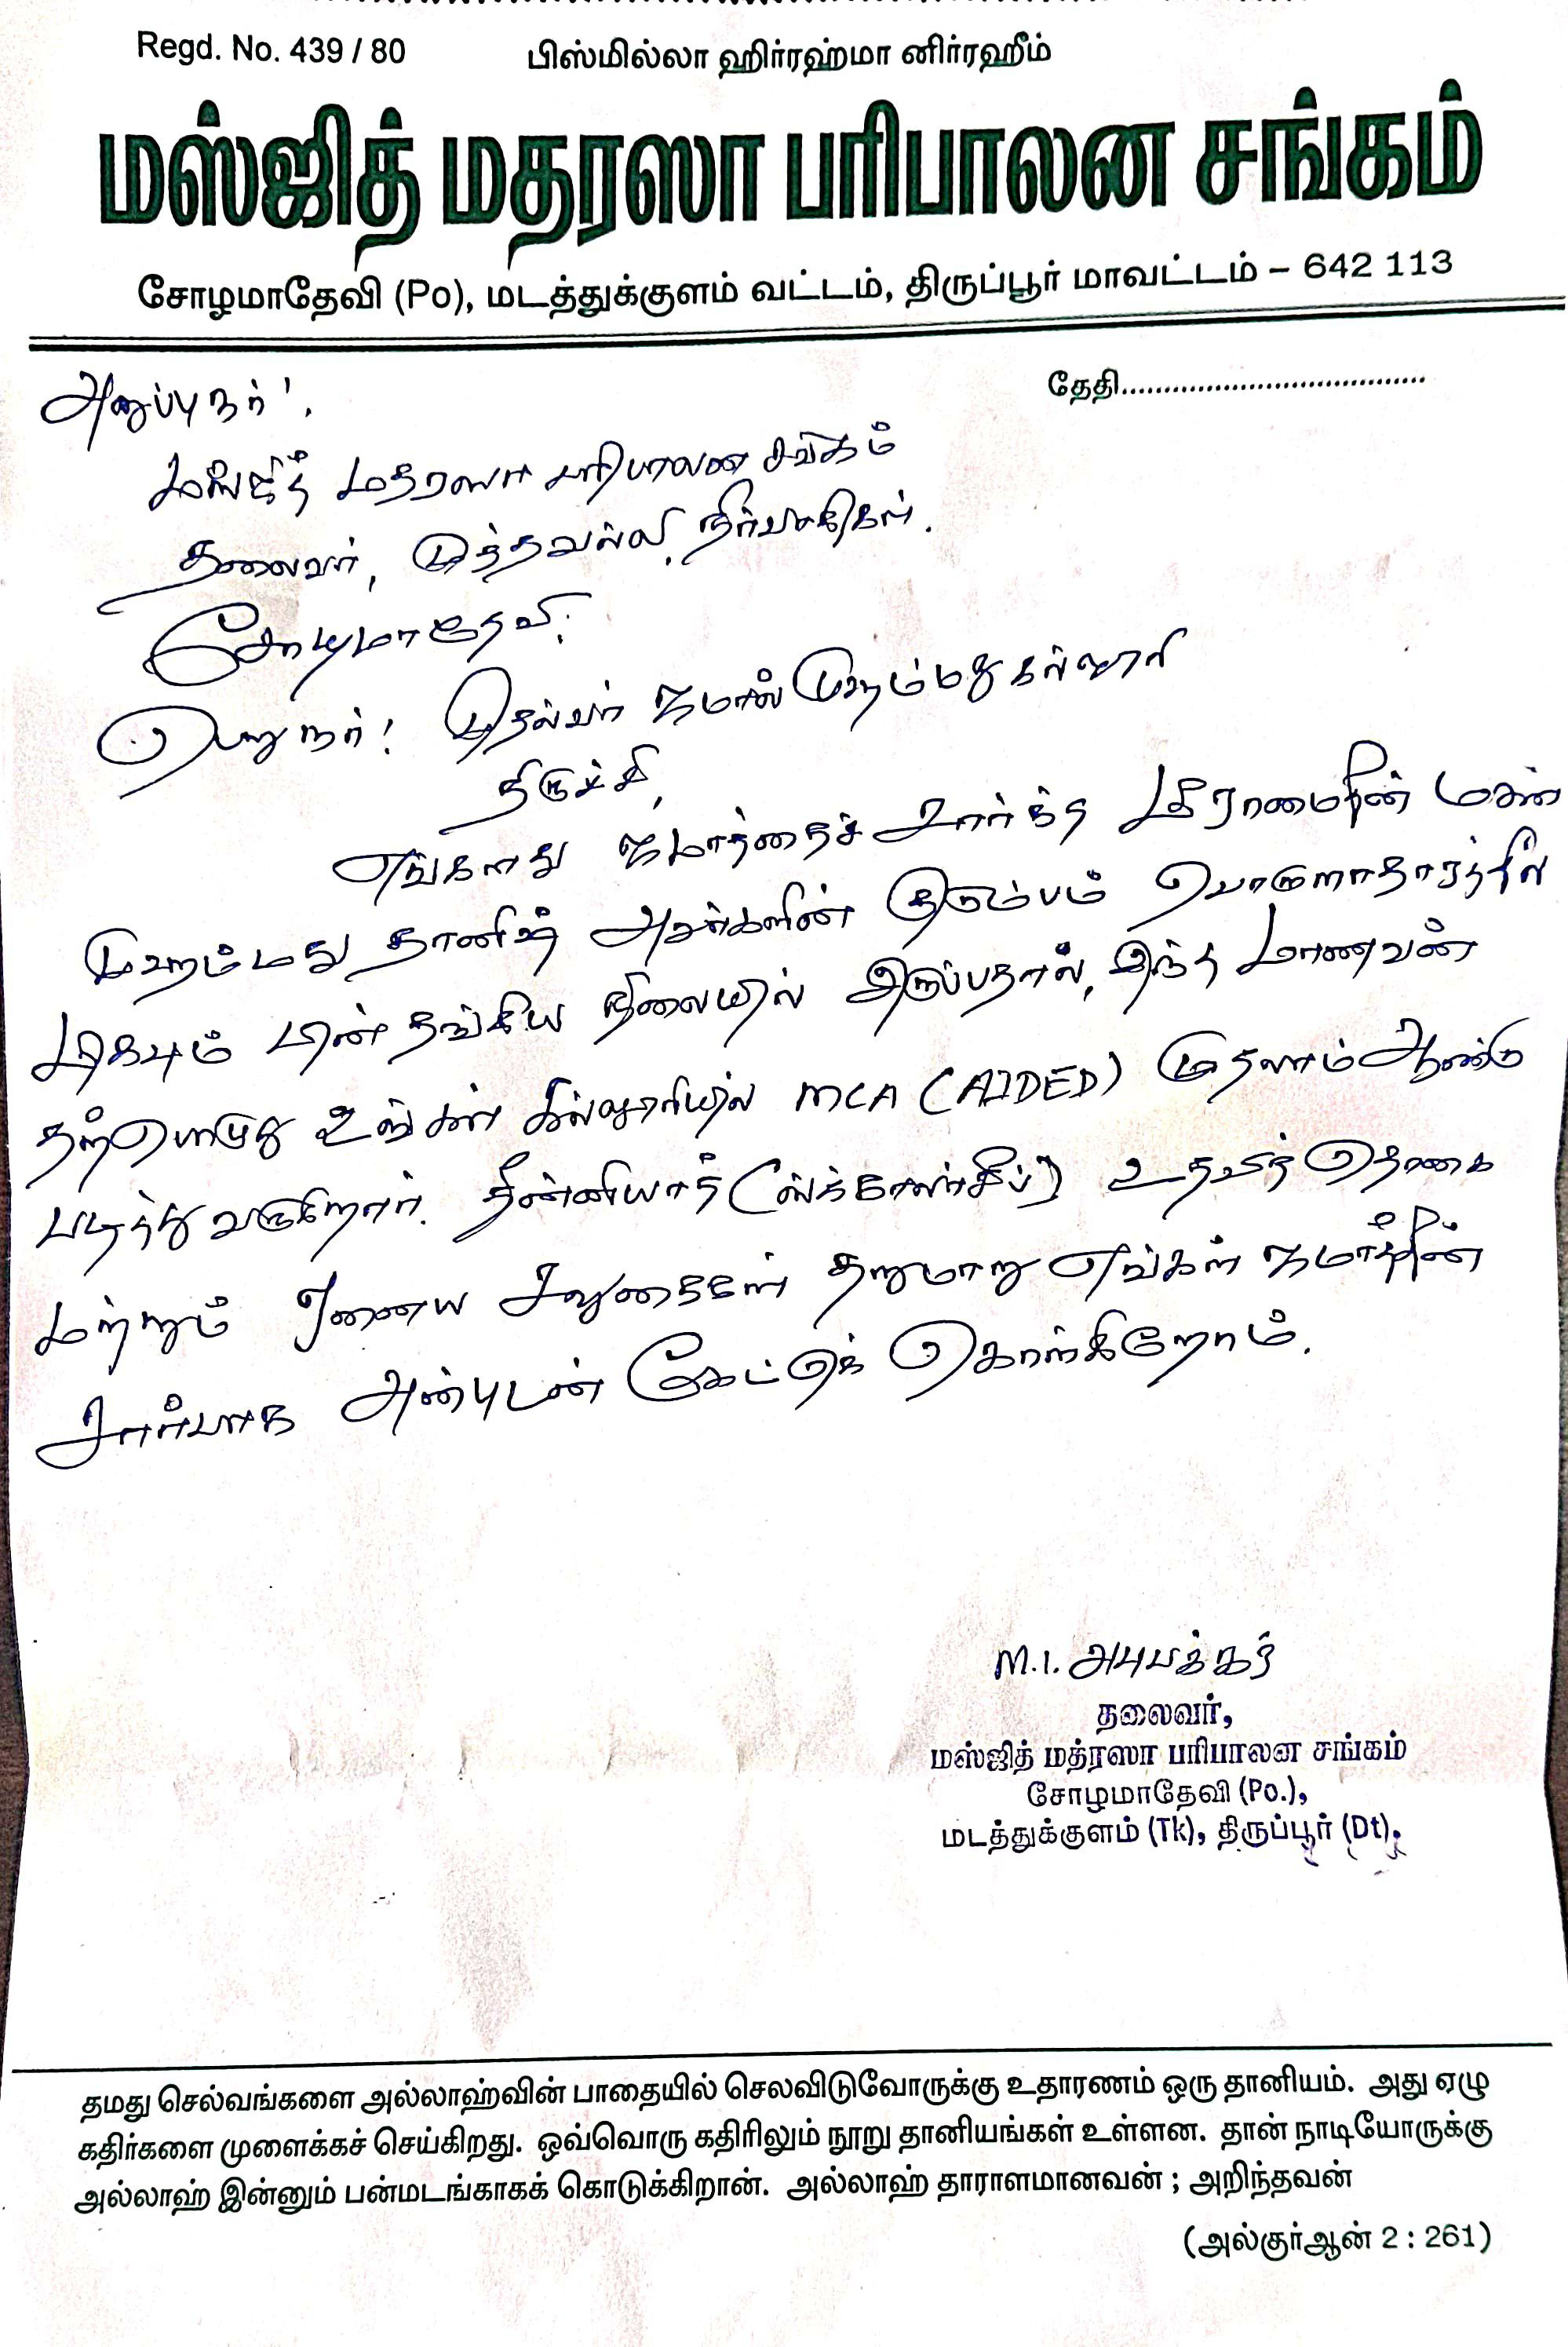 Regd. No. 439 / 80
பிஸ்மில்லா ஹிர்ரஹ்மா னிர்ரஹீம்
மஸ்ஜித் மதரஸா பரிபாலன சங்கம்
சோழமாதேவி (Po), மடத்துக்குளம் வட்டம், திருப்பூர் மாவட்டம் – 642 113
தேதி....................................
அனுப்புநர்!.
மஸ்ஜித் மதரஸா பரிபாலன சங்கம்
தலைவர், முத்தவல்லி, நிர்வாகிகள்.
சோழமாதேவி.
பெறுநர்! முதல்வர் ஜமால் முஹம்மது கல்லூரி
திருச்சி,
எங்களது ஜமாத்தைச் சார்ந்த மகன்
முஹம்மது தானிஷ் அவர்களின் குடும்பம் பொருளாதாரத்தில்
மிகவும் பின் தங்கிய நிலையில் இருப்பதால், இந்த மாணவன்
தற்பொழுது உங்கள் கல்லூரியில் MCA (AIDED) முதலாம் ஆண்டு
படித்து வருகிறார். தீன்னியாத் (ஸ்காலர்ஷிப்) உதவித் தொகை
மற்றும் ஏனைய சலுகைகள் தறுமாறு எங்கள் ஜமாத்தின்
சார்பாக அன்புடன் கேட்டுக் கொள்கிறோம்.
M.I. அபுபக்கர்
தலைவர்,
மஸ்ஜித் மத்ரஸா பரிபாலன சங்கம்
சோழமாதேவி (Po.),
மடத்துக்குளம் (Tk), திருப்பூர் (Dt).
தமது செல்வங்களை அல்லாஹ்வின் பாதையில் செலவிடுவோருக்கு உதாரணம் ஒரு தானியம். அது ஏழு
கதிர்களை முளைக்கச் செய்கிறது. ஒவ்வொரு கதிரிலும் நூறு தானியங்கள் உள்ளன. தான் நாடியோருக்கு
அல்லாஹ் இன்னும் பன்மடங்காகக் கொடுக்கிறான். அல்லாஹ் தாராளமானவன் ; அறிந்தவன்
(அல்குர்ஆன் 2 : 261)